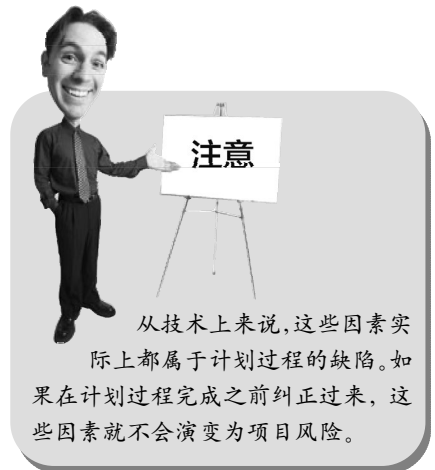 注意
从技术上来说,这些因素实
际上都属于计划过程的缺陷。如
果在计划过程完成之前纠正过来，这
些因素就不会演变为项目风险。